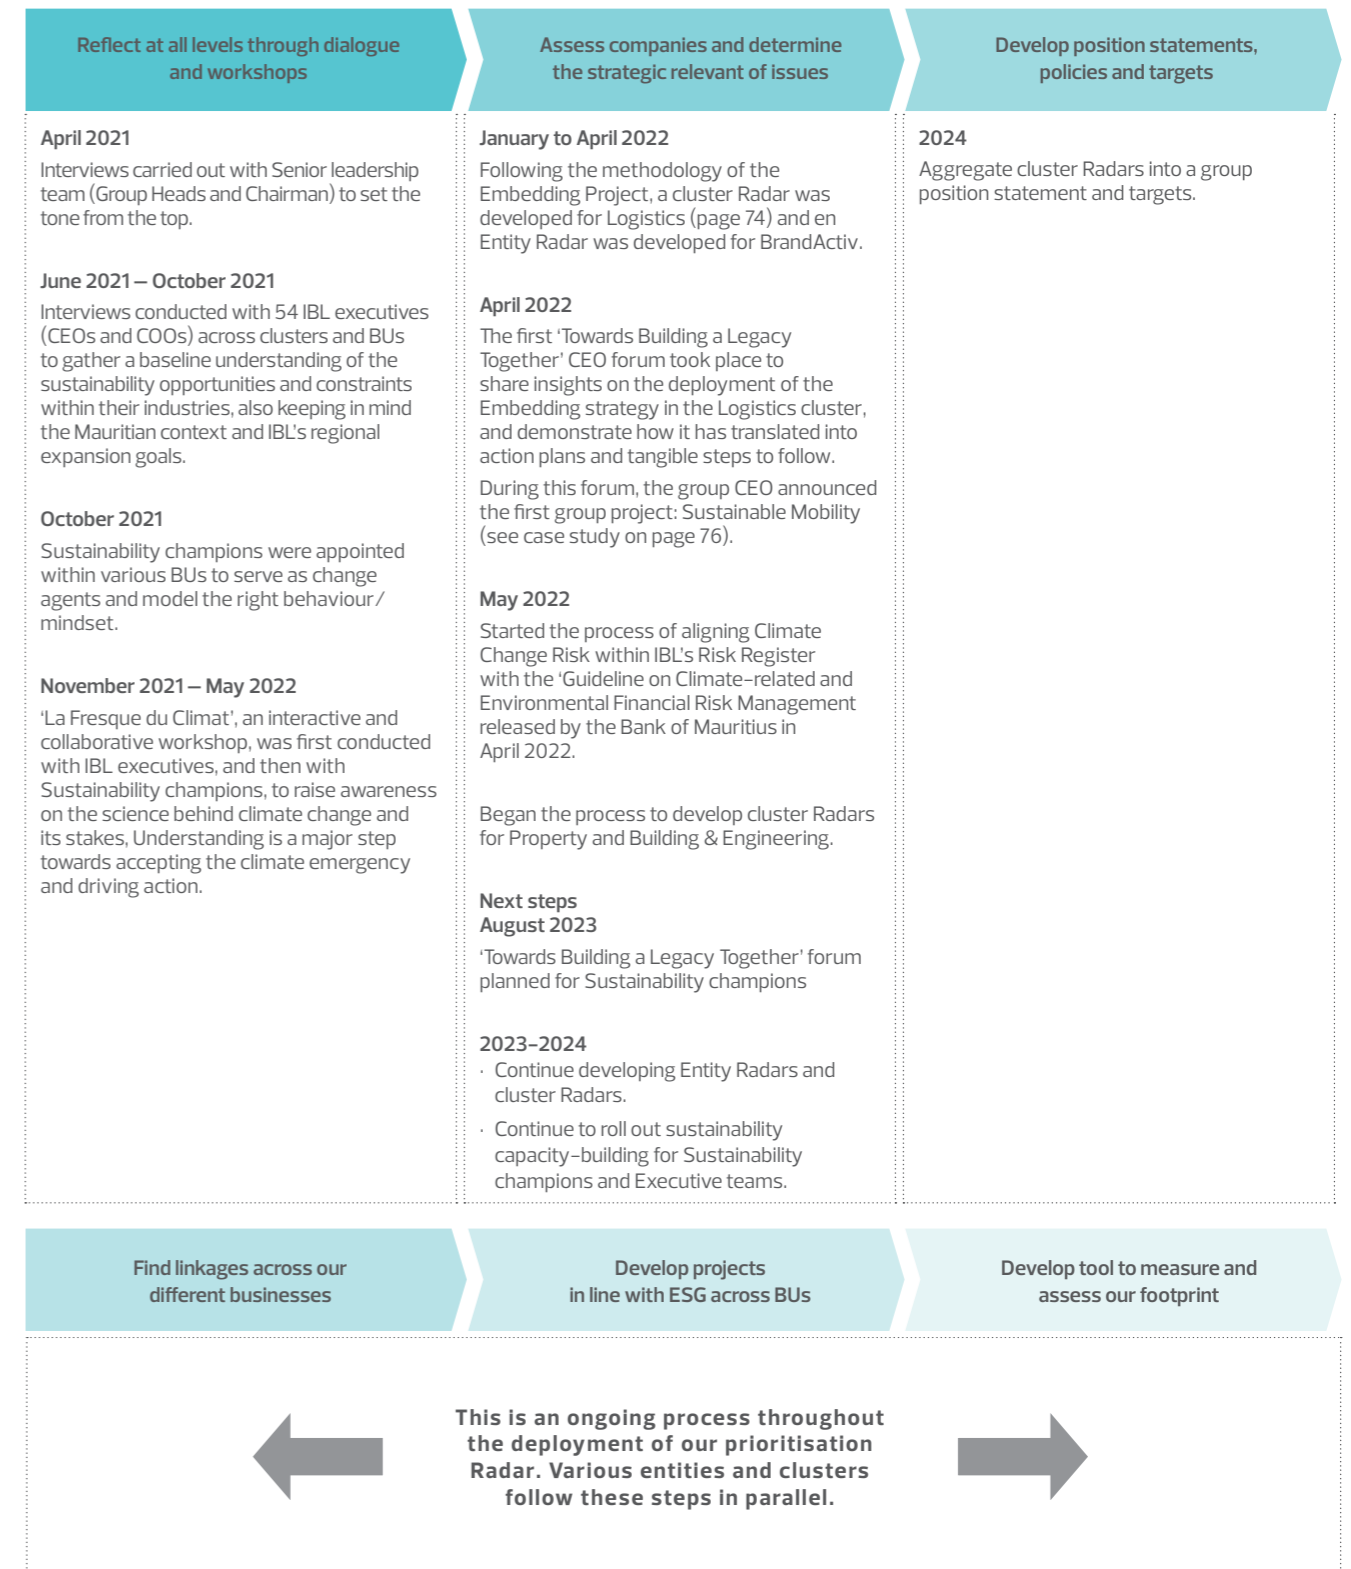 Reflect at all levels through dialogue
and workshops
Assess companies and determine
the strategic relevant of issues
Develop position statements,
policies and targets
April 2021
Interviews carried out with Senior leadership
team (Group Heads and Chairman) to set the
tone from the top.
June 2021 – October 2021
Interviews conducted with 54 IBL executives
(CEOs and COOs) across clusters and BUs
to gather a baseline understanding of the
sustainability opportunities and constraints
within their industries, also keeping in mind
the Mauritian context and IBL's regional
expansion goals.
October 2021
Sustainability champions were appointed
within various BUs to serve as change
agents and model the right behaviour/
mindset.
November 2021 – May 2022
‘La Fresque du Climat’, an interactive and
collaborative workshop, was first conducted
with IBL executives, and then with
Sustainability champions, to raise awareness
on the science behind climate change and
its stakes, Understanding is a major step
towards accepting the climate emergency
and driving action.
January to April 2022
Following the methodology of the
Embedding Project, a cluster Radar was
developed for Logistics (page 74) and en
Entity Radar was developed for BrandActiv.
April 2022
The first ‘Towards Building a Legacy
Together’ CEO forum took place to
share insights on the deployment of the
Embedding strategy in the Logistics cluster,
and demonstrate how it has translated into
action plans and tangible steps to follow.
During this forum, the group CEO announced
the first group project: Sustainable Mobility
(see case study on page 76).
May 2022
Started the process of aligning Climate
Change Risk within IBL’s Risk Register
with the ‘Guideline on Climate-related and
Environmental Financial Risk Management
released by the Bank of Mauritius in
April 2022.
Began the process to develop cluster Radars
for Property and Building & Engineering.
Next steps
August 2023
‘Towards Building a Legacy Together’ forum
planned for Sustainability champions
2023-2024
· Continue developing Entity Radars and
cluster Radars.
· Continue to roll out sustainability
capacity-building for Sustainability
champions and Executive teams.
2024
Aggregate cluster Radars into a group
position statement and targets.
Find linkages across our
different businesses
Develop projects
in line with ESG across BUs
Develop tool to measure and
assess our footprint
This is an ongoing process throughout
the deployment of our prioritisation
Radar. Various entities and clusters
follow these steps in parallel.